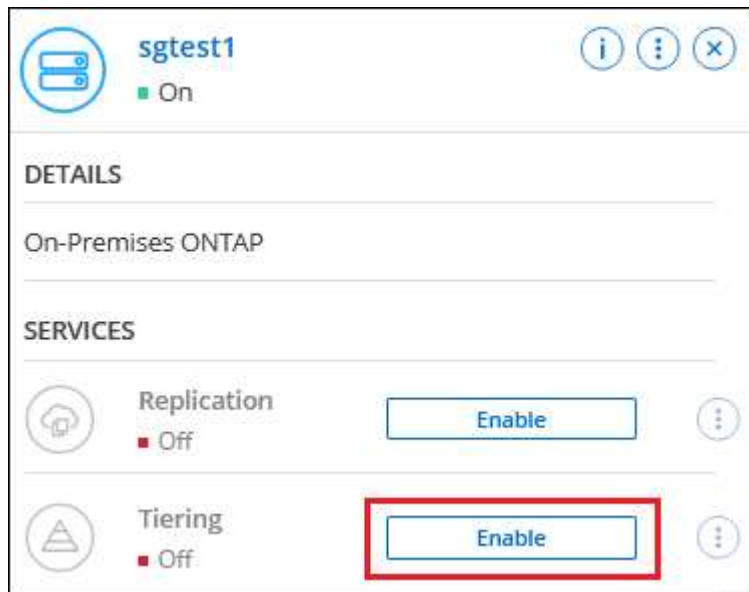 sgtest1
On
DETAILS
On-Premises ONTAP
SERVICES
Replication
Enable
Off
Tiering
Enable
Off